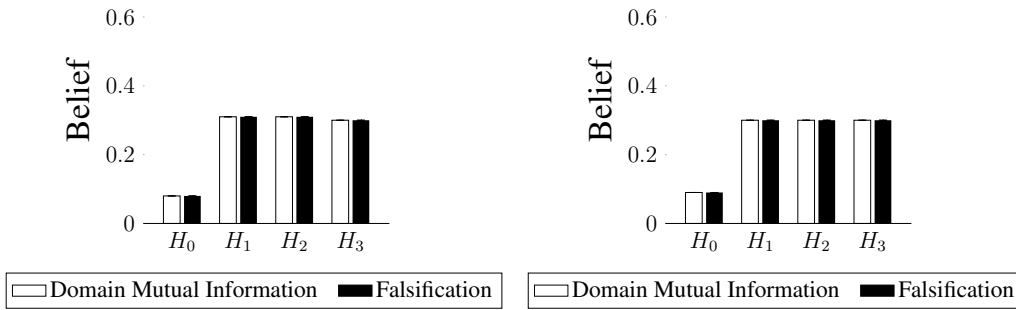 0.6
0.4
0.2
0
Belief
H₀ H₁ H₂ H₃
Domain Mutual Information Falsification
0.6
0.4
0.2
0
Belief
H₀ H₁ H₂ H₃
Domain Mutual Information Falsification